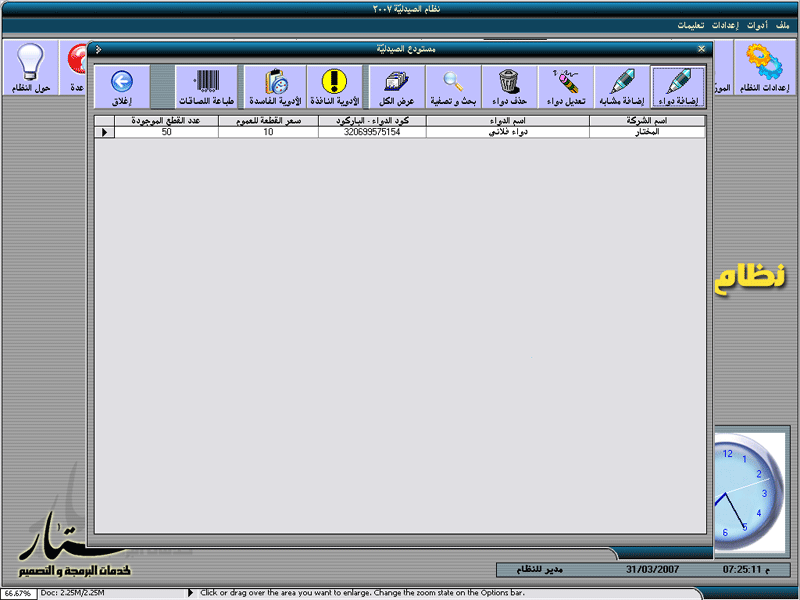 نظام الصيدليّة ٢٠٠٧
ملف أدوات إعدادات تعليمات
إعدادات النظام
حول النظام
مستودع الصيدليّة
إضافة دواء
إضافة مشابه
تعديل دواء
حذف دواء
بحث و تصفية
عرض الكل
الأدوية النافذة
الأدوية الفاسدة
طباعة اللصاقات
إغلاق
اسم الشركة اسم الدواء كود الدواء - الباركود سعر القطعة للعموم عدد القطع الموجودة
المختار دواء فلاني 320699575154 10 50
نظام
12
1
2
3
4
5
6
ستار
خدمات البرمجة و التصميم
مدير للنظام 31/03/2007 07:25:11 م
66.67% Doc: 2.25M/2.25M Click or drag over the area you want to enlarge. Change the zoom state on the Options bar.